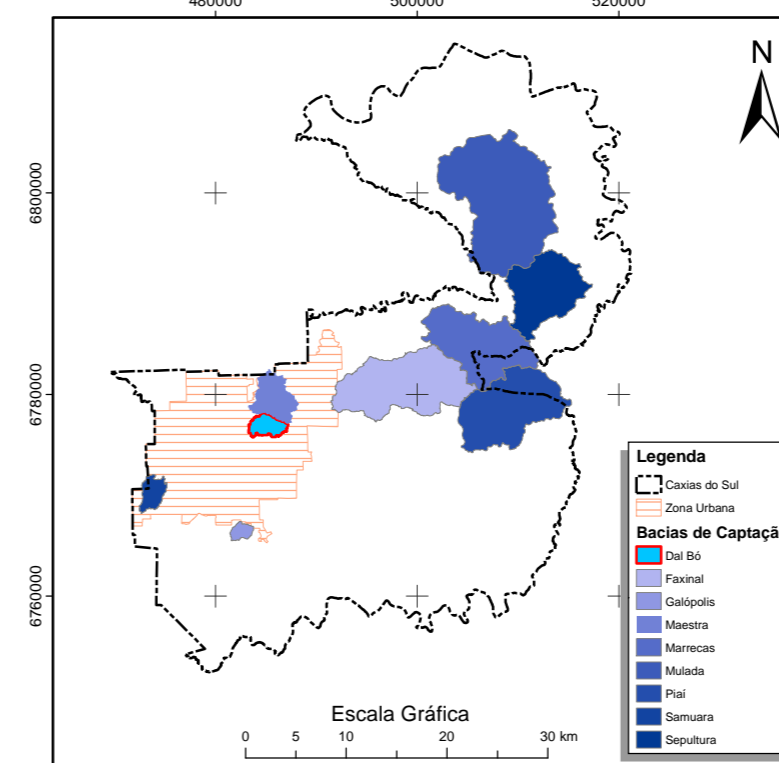 480000 500000 520000
N
6800000
6780000
6760000
Legenda
Caxias do Sul
Zona Urbana
Bacias de Captaçã
Dal Bó
Faxinal
Galópolis
Maestra
Marrecas
Mulada
Piaí
Samuara
Sepultura
Escala Gráfica
0 5 10 20 30 km